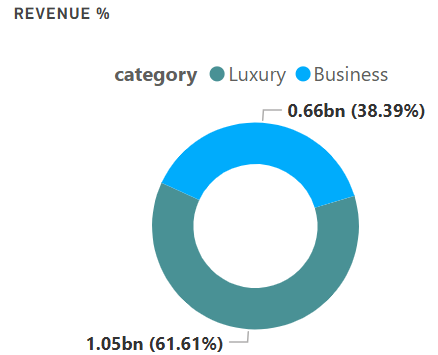 REVENUE %
category Luxury Business
0.66bn (38.39%)
1.05bn (61.61%)